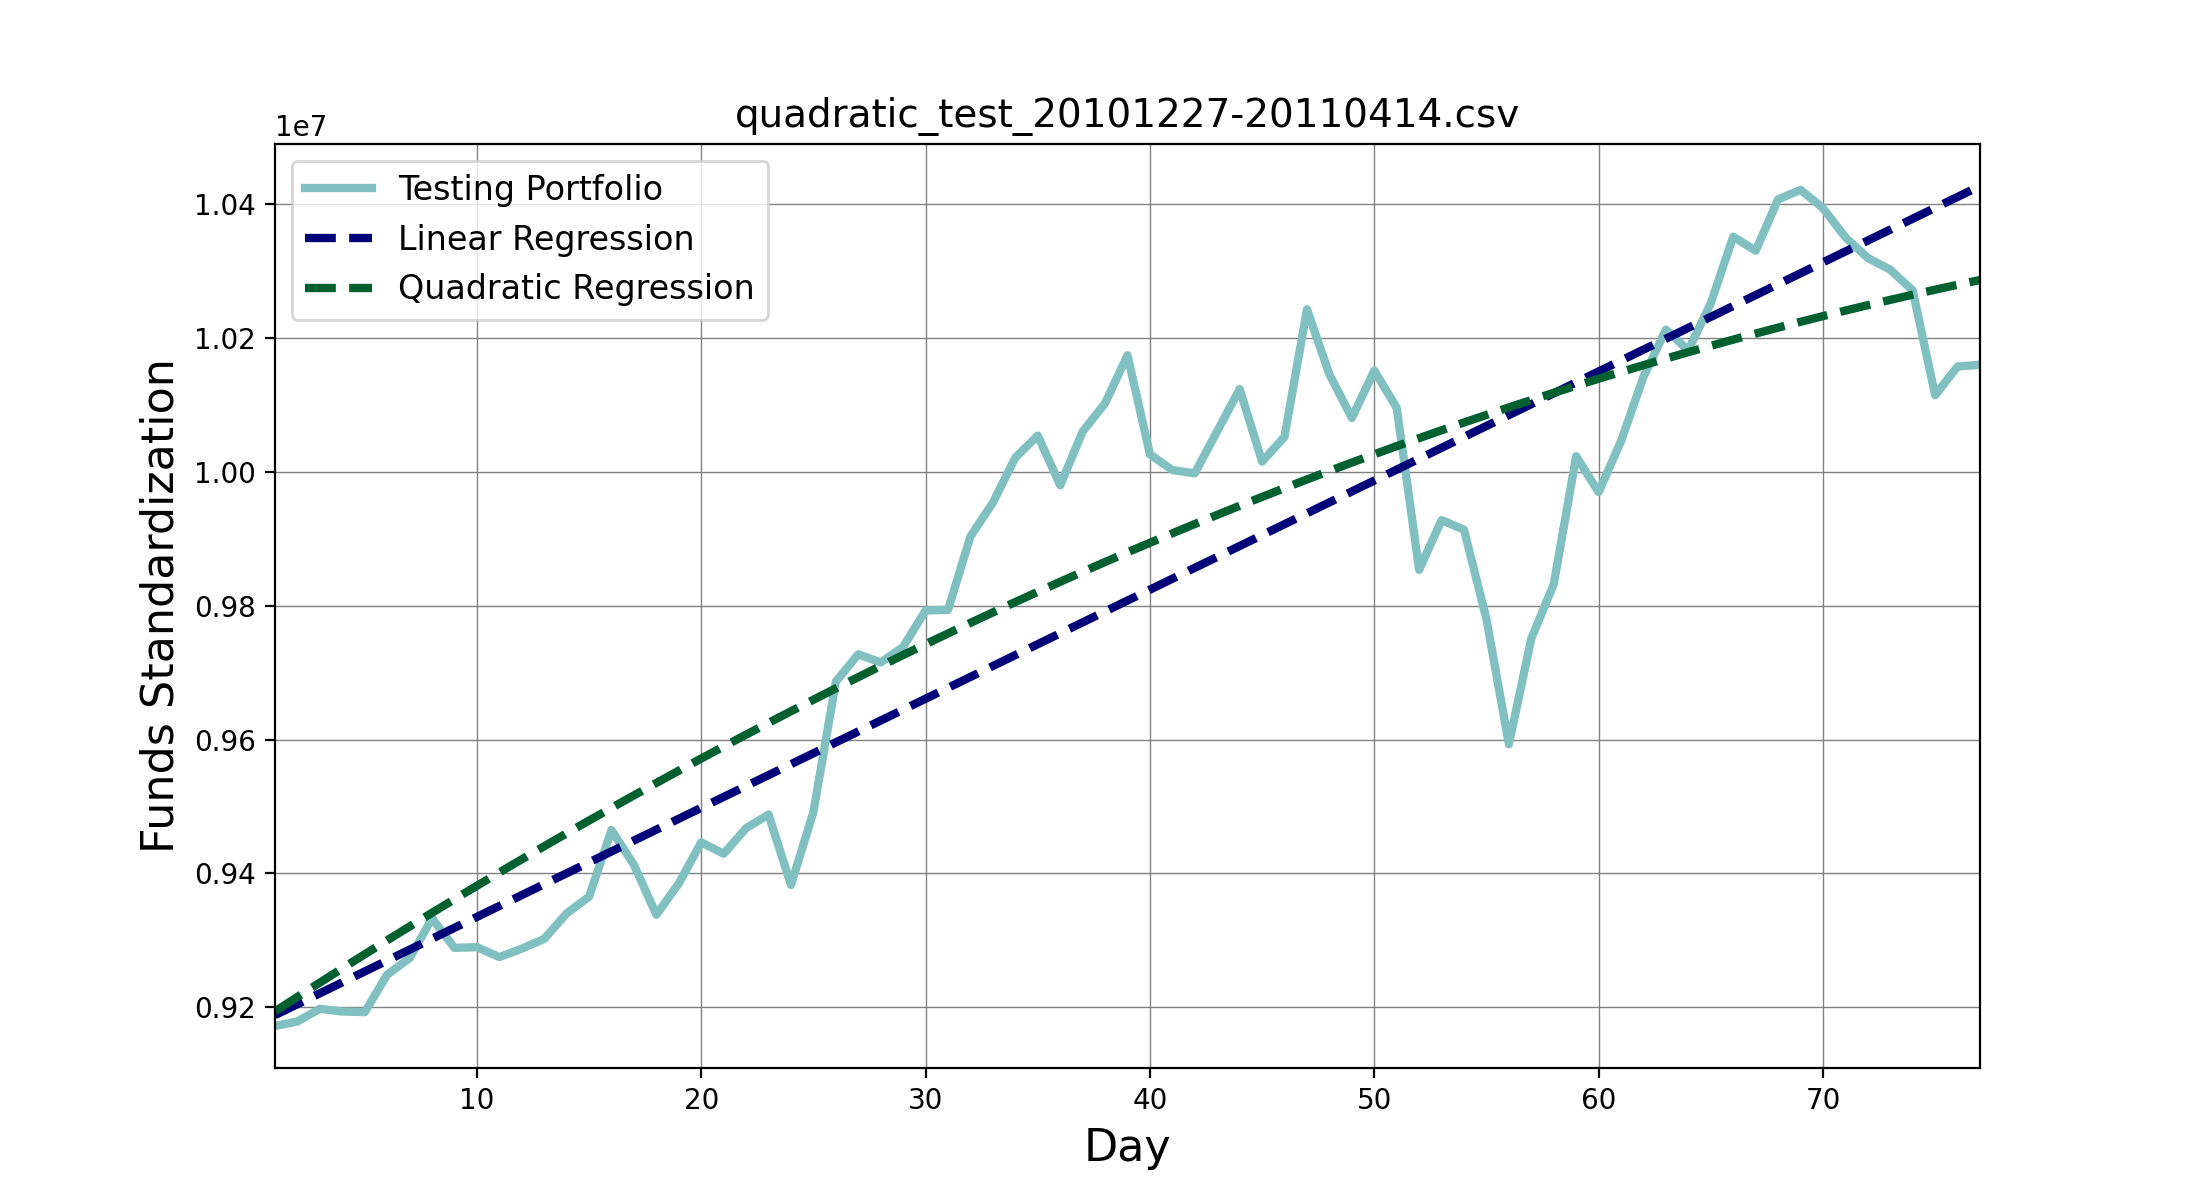 quadratic_test_20101227-20110414.csv
1e7
Testing Portfolio
Linear Regression
Quadratic Regression
1.04
1.02
1.00
0.98
0.96
0.94
0.92
Funds Standardization
10 20 30 40 50 60 70
Day